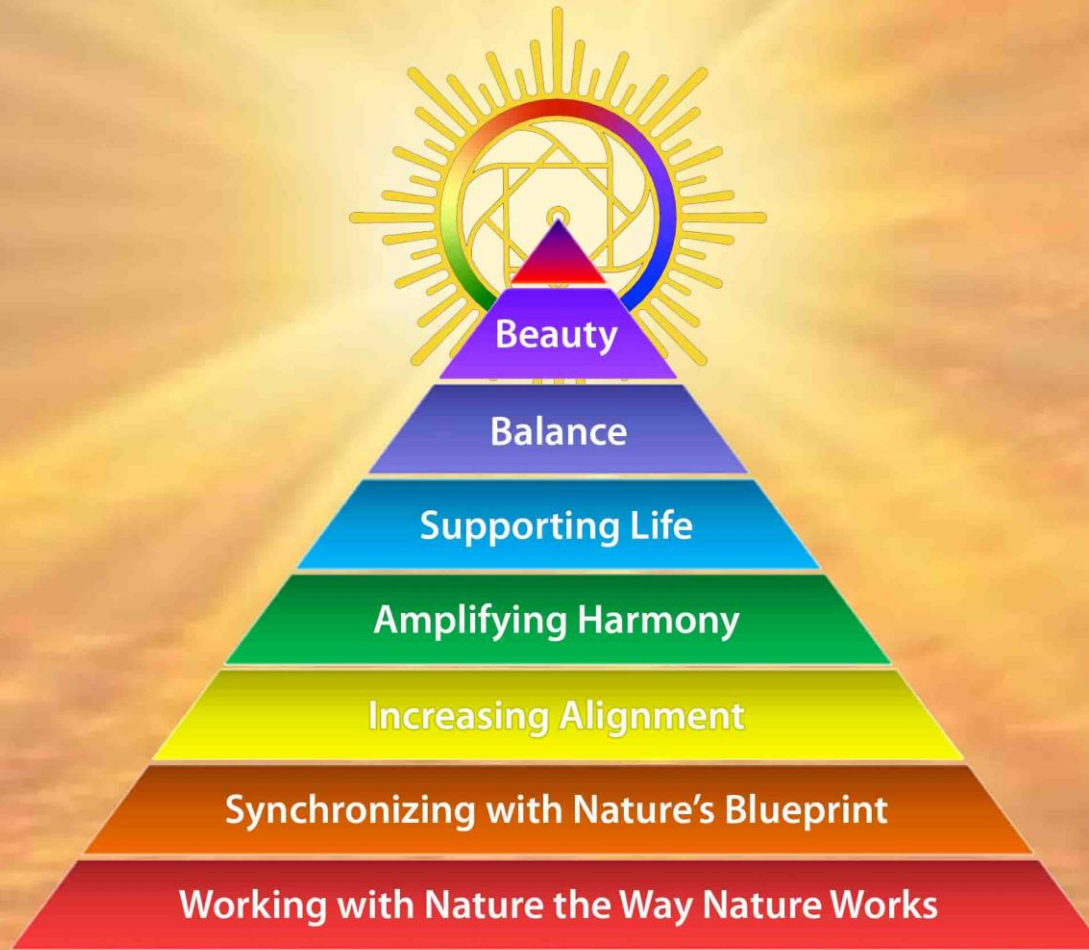 Beauty
Balance
Supporting Life
Amplifying Harmony
Increasing Alignment
Synchronizing with Nature’s Blueprint
Working with Nature the Way Nature Works